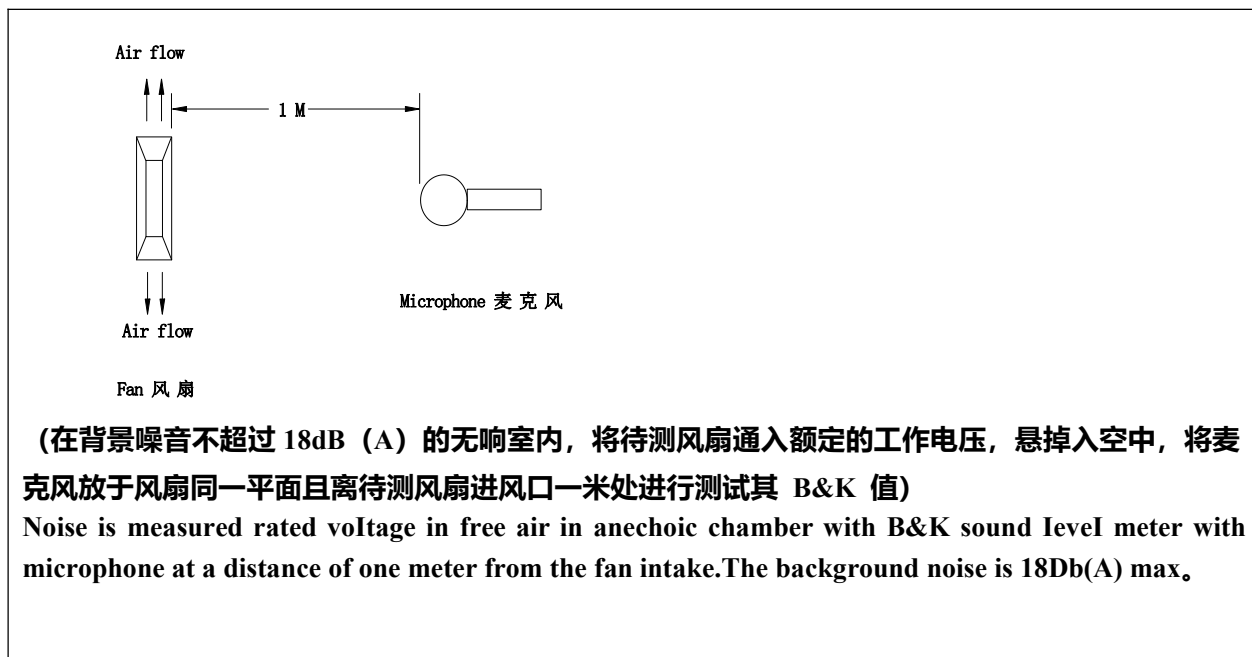 Air flow
1 M
Microphone 麦 克 风
Air flow
Fan 风 扇
（在背景噪音不超过 18dB（A）的无响室内，将待测风扇通入额定的工作电压，悬掉入空中，将麦
克风放于风扇同一平面且离待测风扇进风口一米处进行测试其 B&K 值）
Noise is measured rated voItage in free air in anechoic chamber with B&K sound IeveI meter with
microphone at a distance of one meter from the fan intake.The background noise is 18Db(A) max。